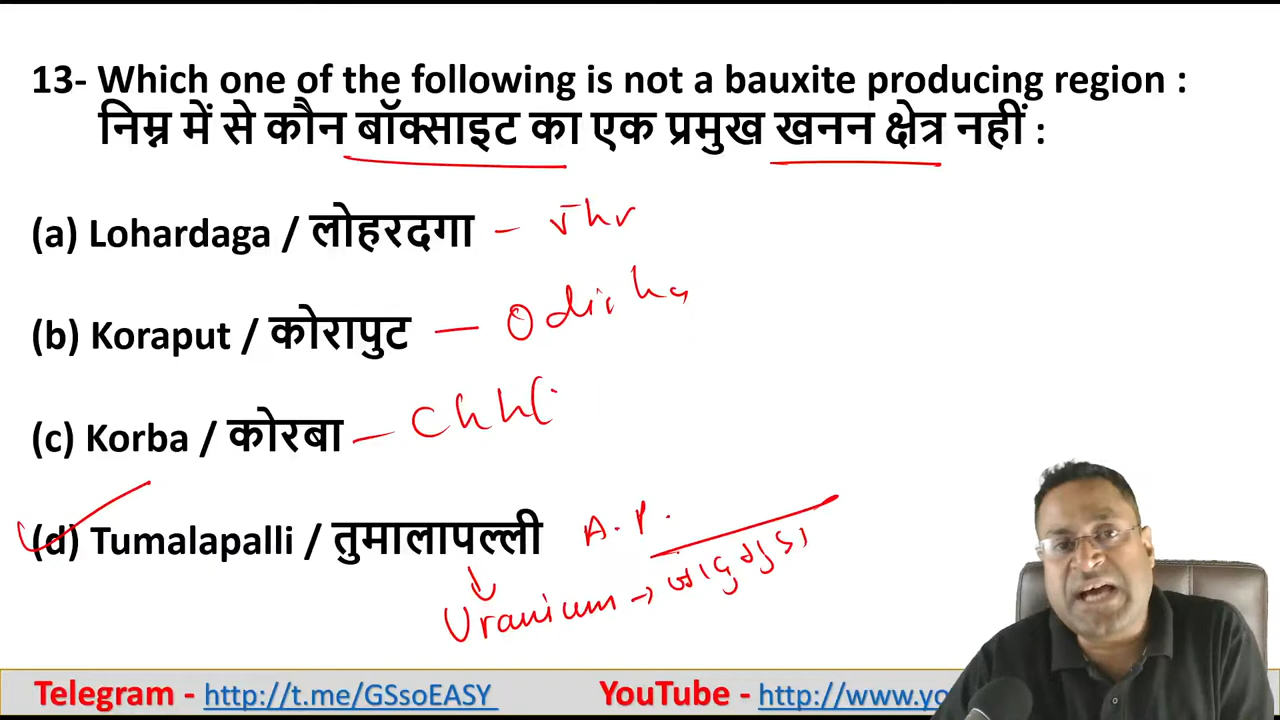 13- Which one of the following is not a bauxite producing region :
निम्न में से कौन बॉक्साइट का एक प्रमुख खनन क्षेत्र नहीं :
(a) Lohardaga / लोहरदगा –
(b) Koraput / कोरापुट — Odisha
(c) Korba / कोरबा – Chh
(d) Tumalapalli / तुमालापल्ली A.P.
Uranium → जादुगुडा
Telegram - http://t.me/GSsoEASY YouTube - http://www.yo